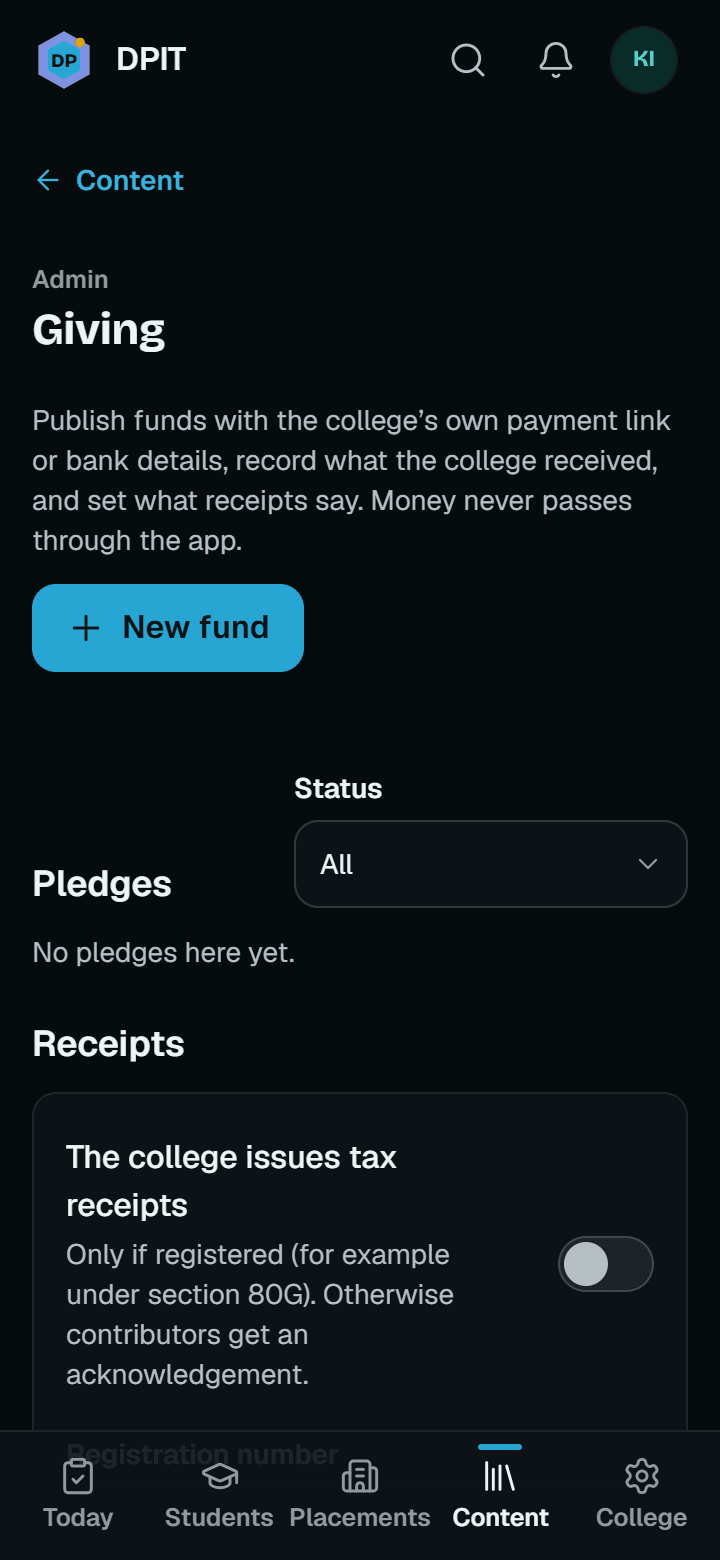 DP
DPIT
KI
Content
Admin
Giving
Publish funds with the college’s own payment link
or bank details, record what the college received,
and set what receipts say. Money never passes
through the app.
New fund
Status
All
Pledges
No pledges here yet.
Receipts
The college issues tax
receipts
Only if registered (for example
under section 80G). Otherwise
contributors get an
acknowledgement.
Registration number
Today
Students
Placements
Content
College